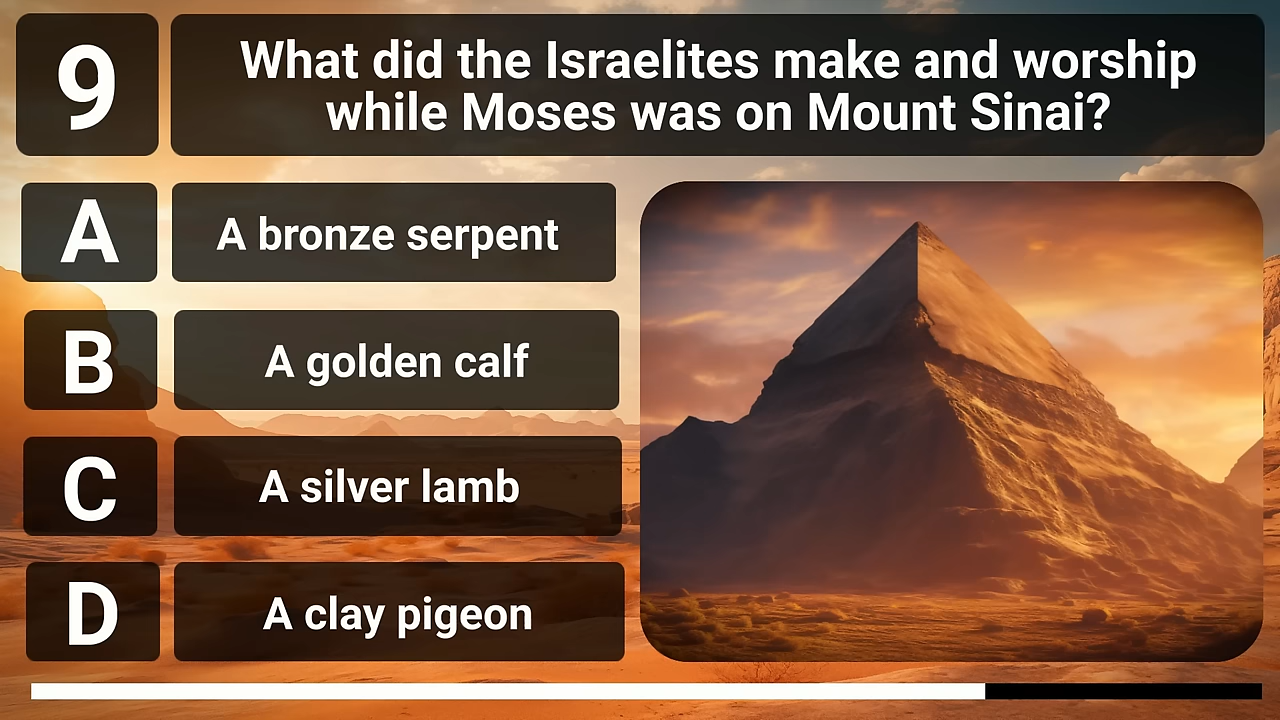 9
What did the Israelites make and worship
while Moses was on Mount Sinai?
A
A bronze serpent
B
A golden calf
C
A silver lamb
D
A clay pigeon